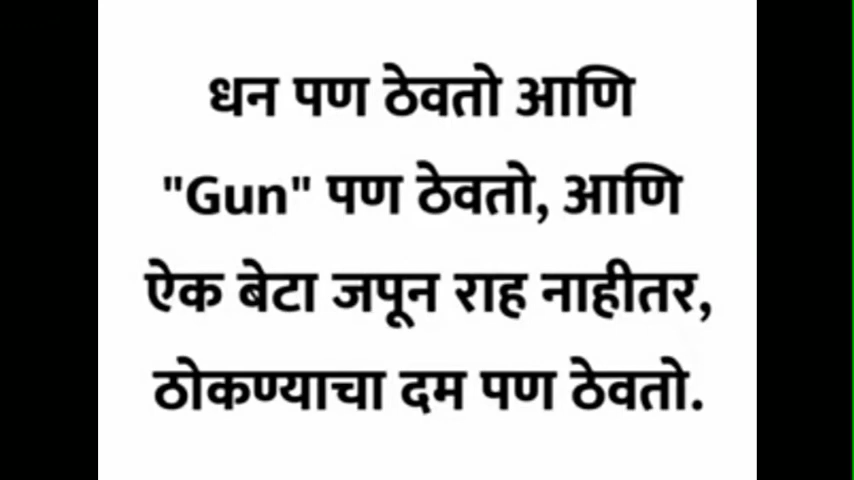 धन पण ठेवतो आणि
"Gun" पण ठेवतो, आणि
ऐक बेटा जपून राह नाहीतर,
ठोकण्याचा दम पण ठेवतो.